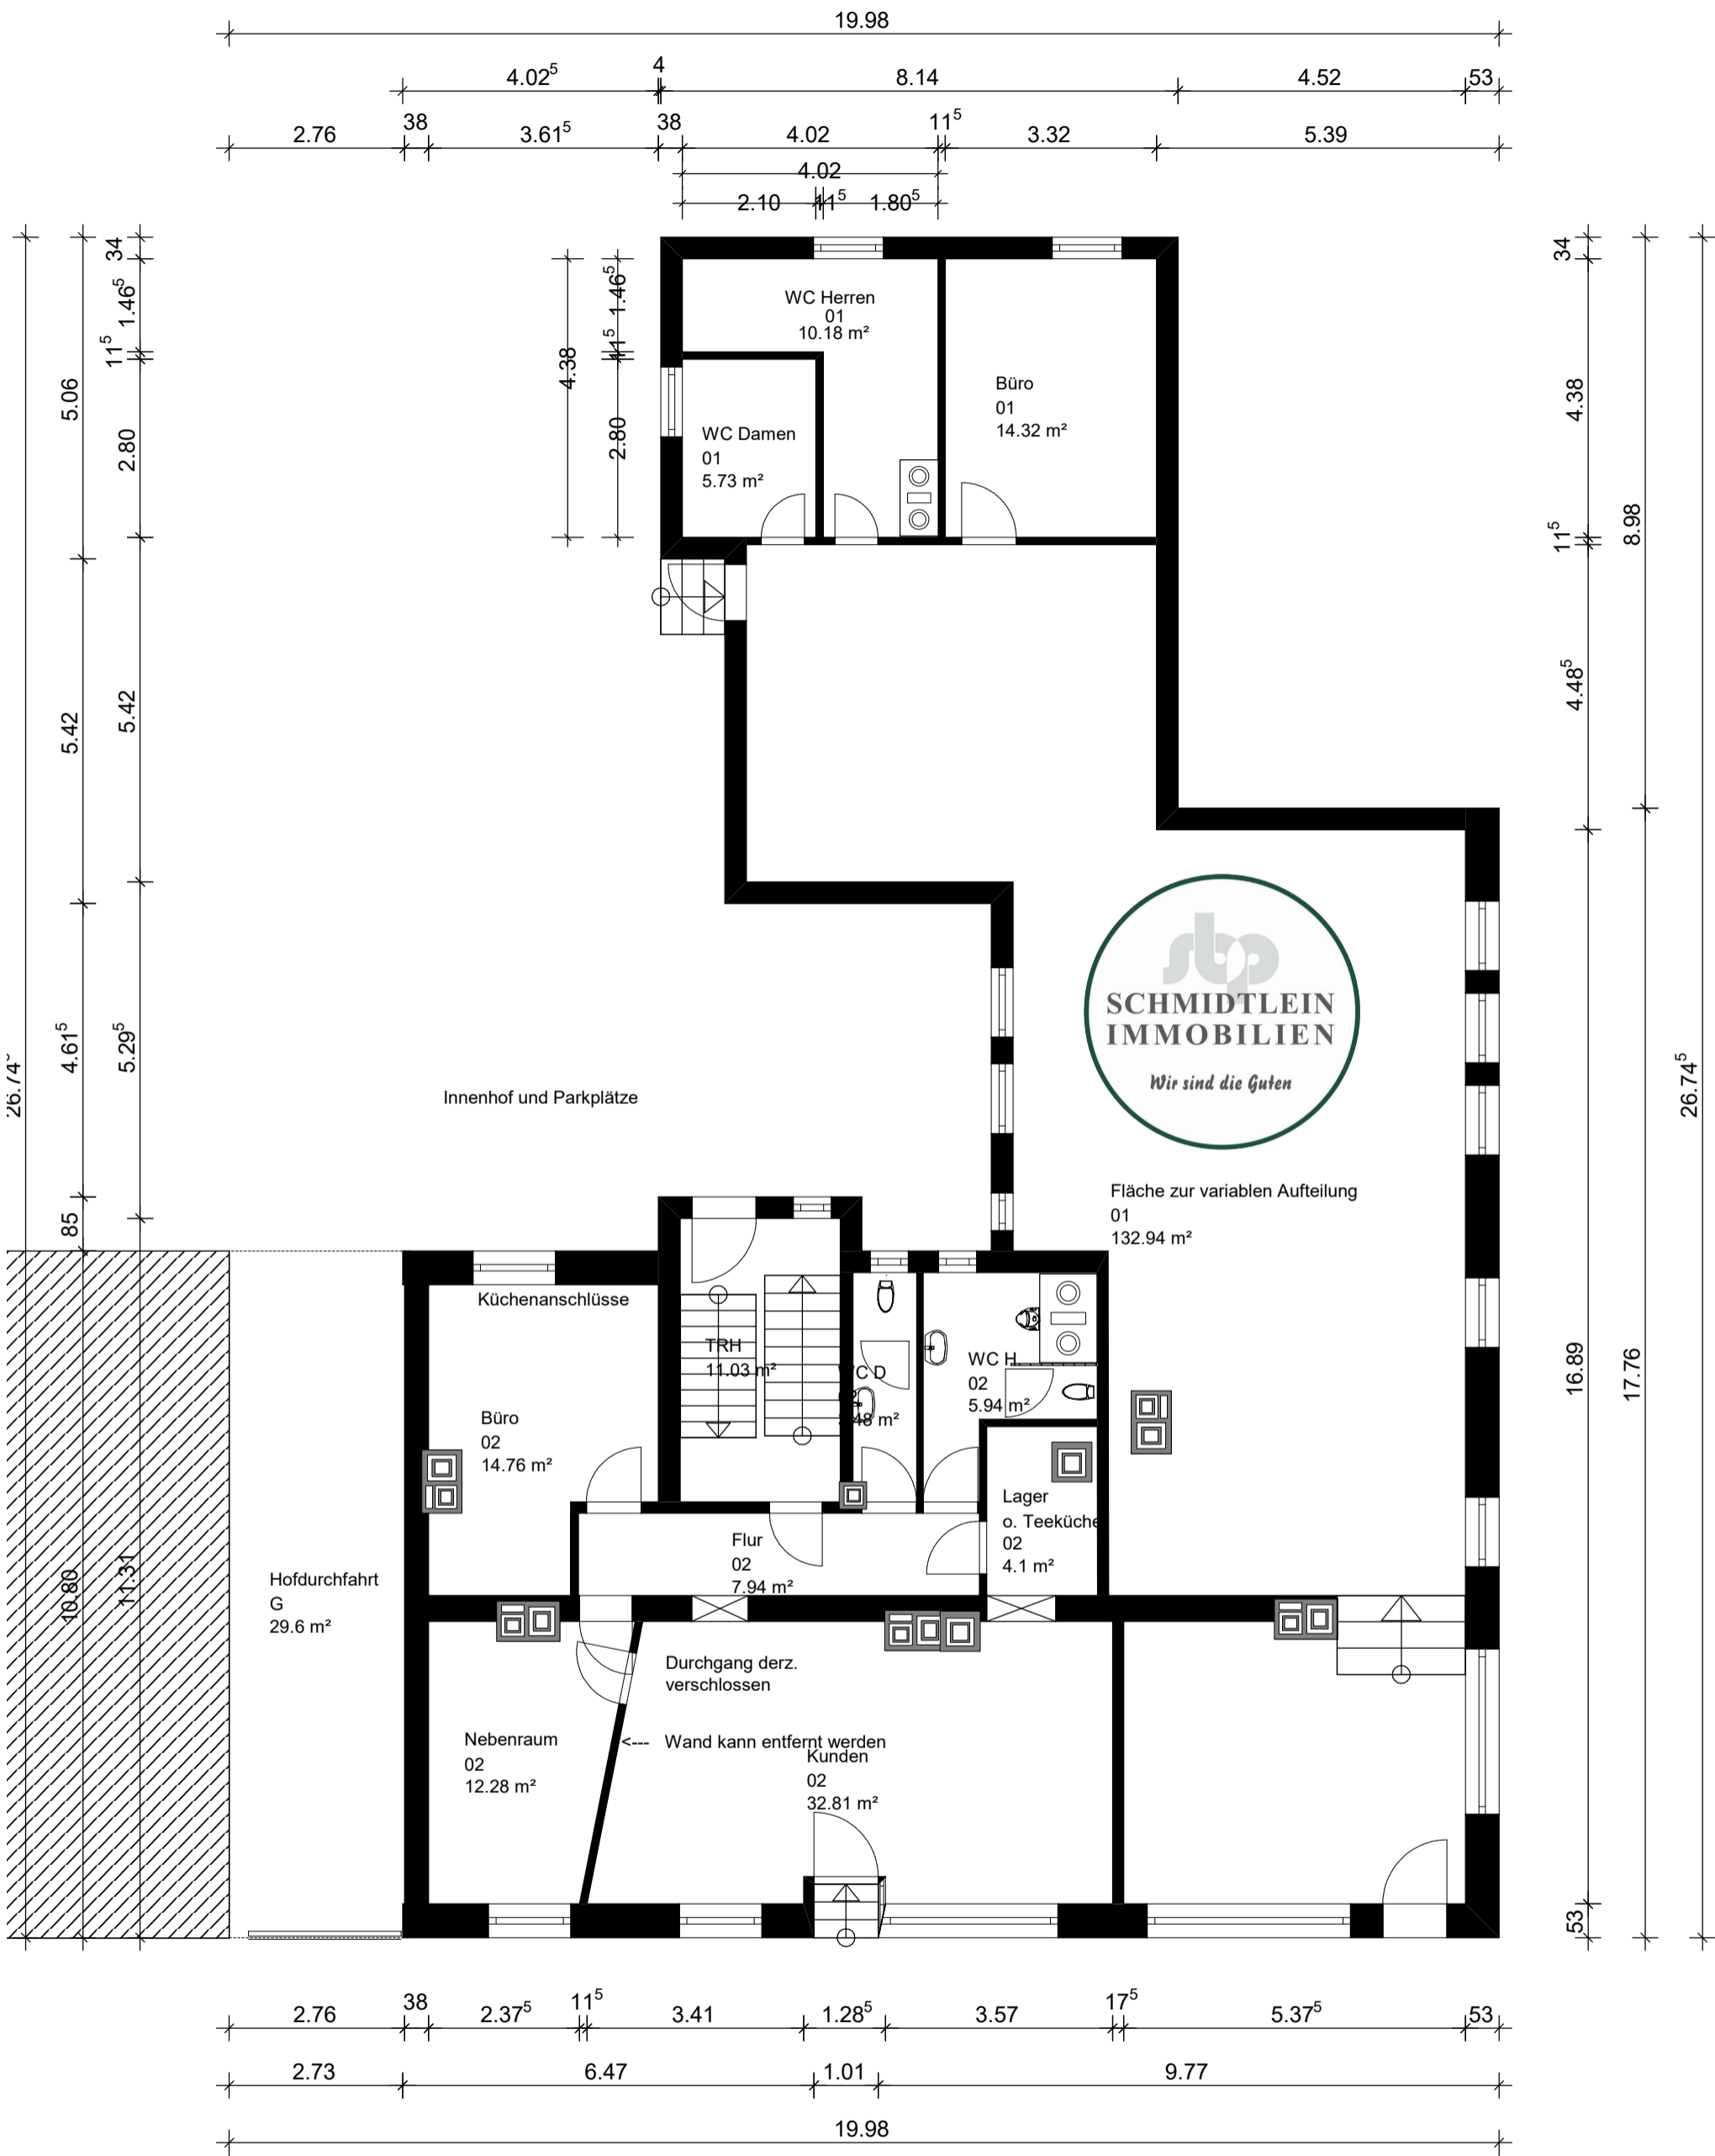 19.98
4.02⁵ 4 8.14 4.52 53
2.76 38 3.61⁵ 38 4.02 11⁵ 3.32 5.39
4.02
2.10 11⁵ 1.80⁵
34
1.46⁵
11⁵
2.80
5.06
5.42
5.42
4.61⁵
5.29⁵
85
10.80
11.31
4.38
1.46⁵
11⁵
2.80
34
4.38
11⁵
4.48⁵
8.98
16.89
17.76
53
26.74⁵
WC Herren
01
10.18 m²
WC Damen
01
5.73 m²
Büro
01
14.32 m²
SCHMIDTLEIN
IMMOBILIEN
Wir sind die Guten
Innenhof und Parkplätze
Fläche zur variablen Aufteilung
01
132.94 m²
Küchenanschlüsse
TRH
11.03 m²
WC H
02
5.94 m²
Büro
02
14.76 m²
Lager
o. Teeküche
02
4.1 m²
Flur
02
7.94 m²
Hofdurchfahrt
G
29.6 m²
Durchgang derz.
verschlossen
<--- Wand kann entfernt werden
Nebenraum
02
12.28 m²
Kunden
02
32.81 m²
2.76 38 2.37⁵ 11⁵ 3.41 1.28⁵ 3.57 17⁵ 5.37⁵ 53
2.73 6.47 1.01 9.77
19.98